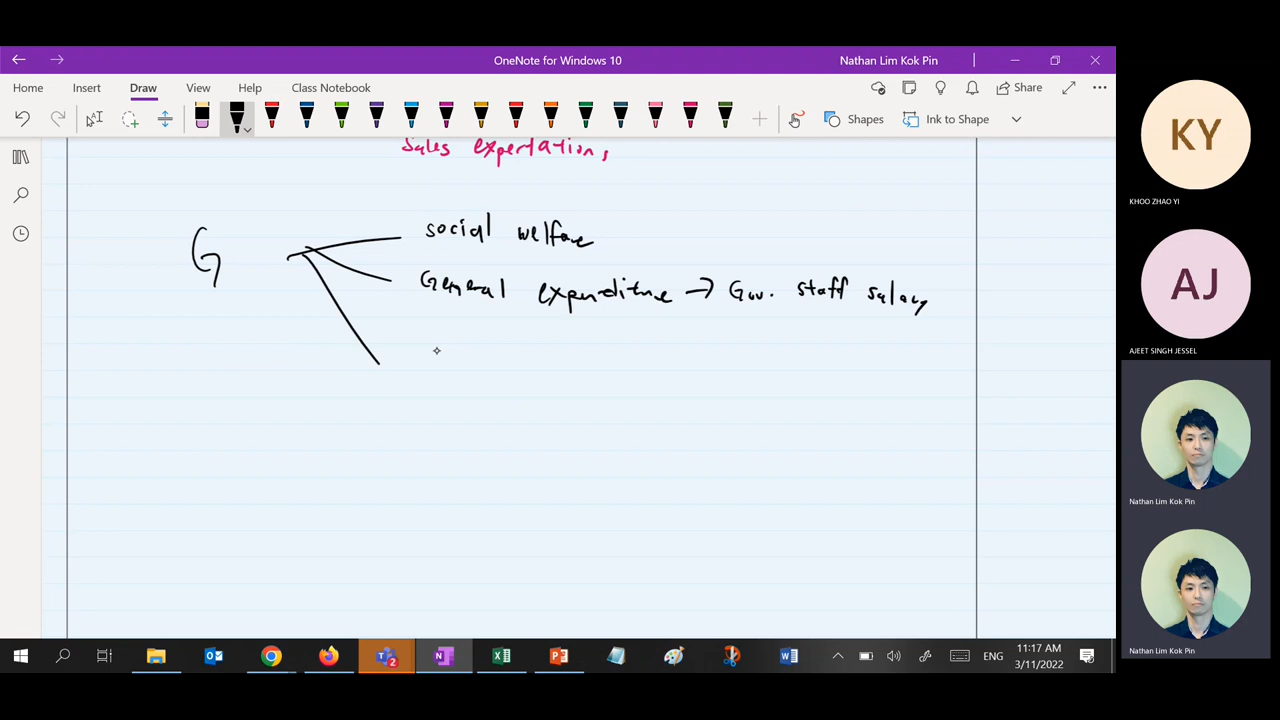 OneNote for Windows 10
Nathan Lim Kok Pin
Home Insert Draw View Help Class Notebook Share
Shapes Ink to Shape
Sales expectation,
G
social welfare
General expenditure → Gov. staff salary
KY
KHOO ZHAO YI
AJ
AJEET SINGH JESSEL
Nathan Lim Kok Pin
Nathan Lim Kok Pin
2
ENG
11:17 AM
3/11/2022